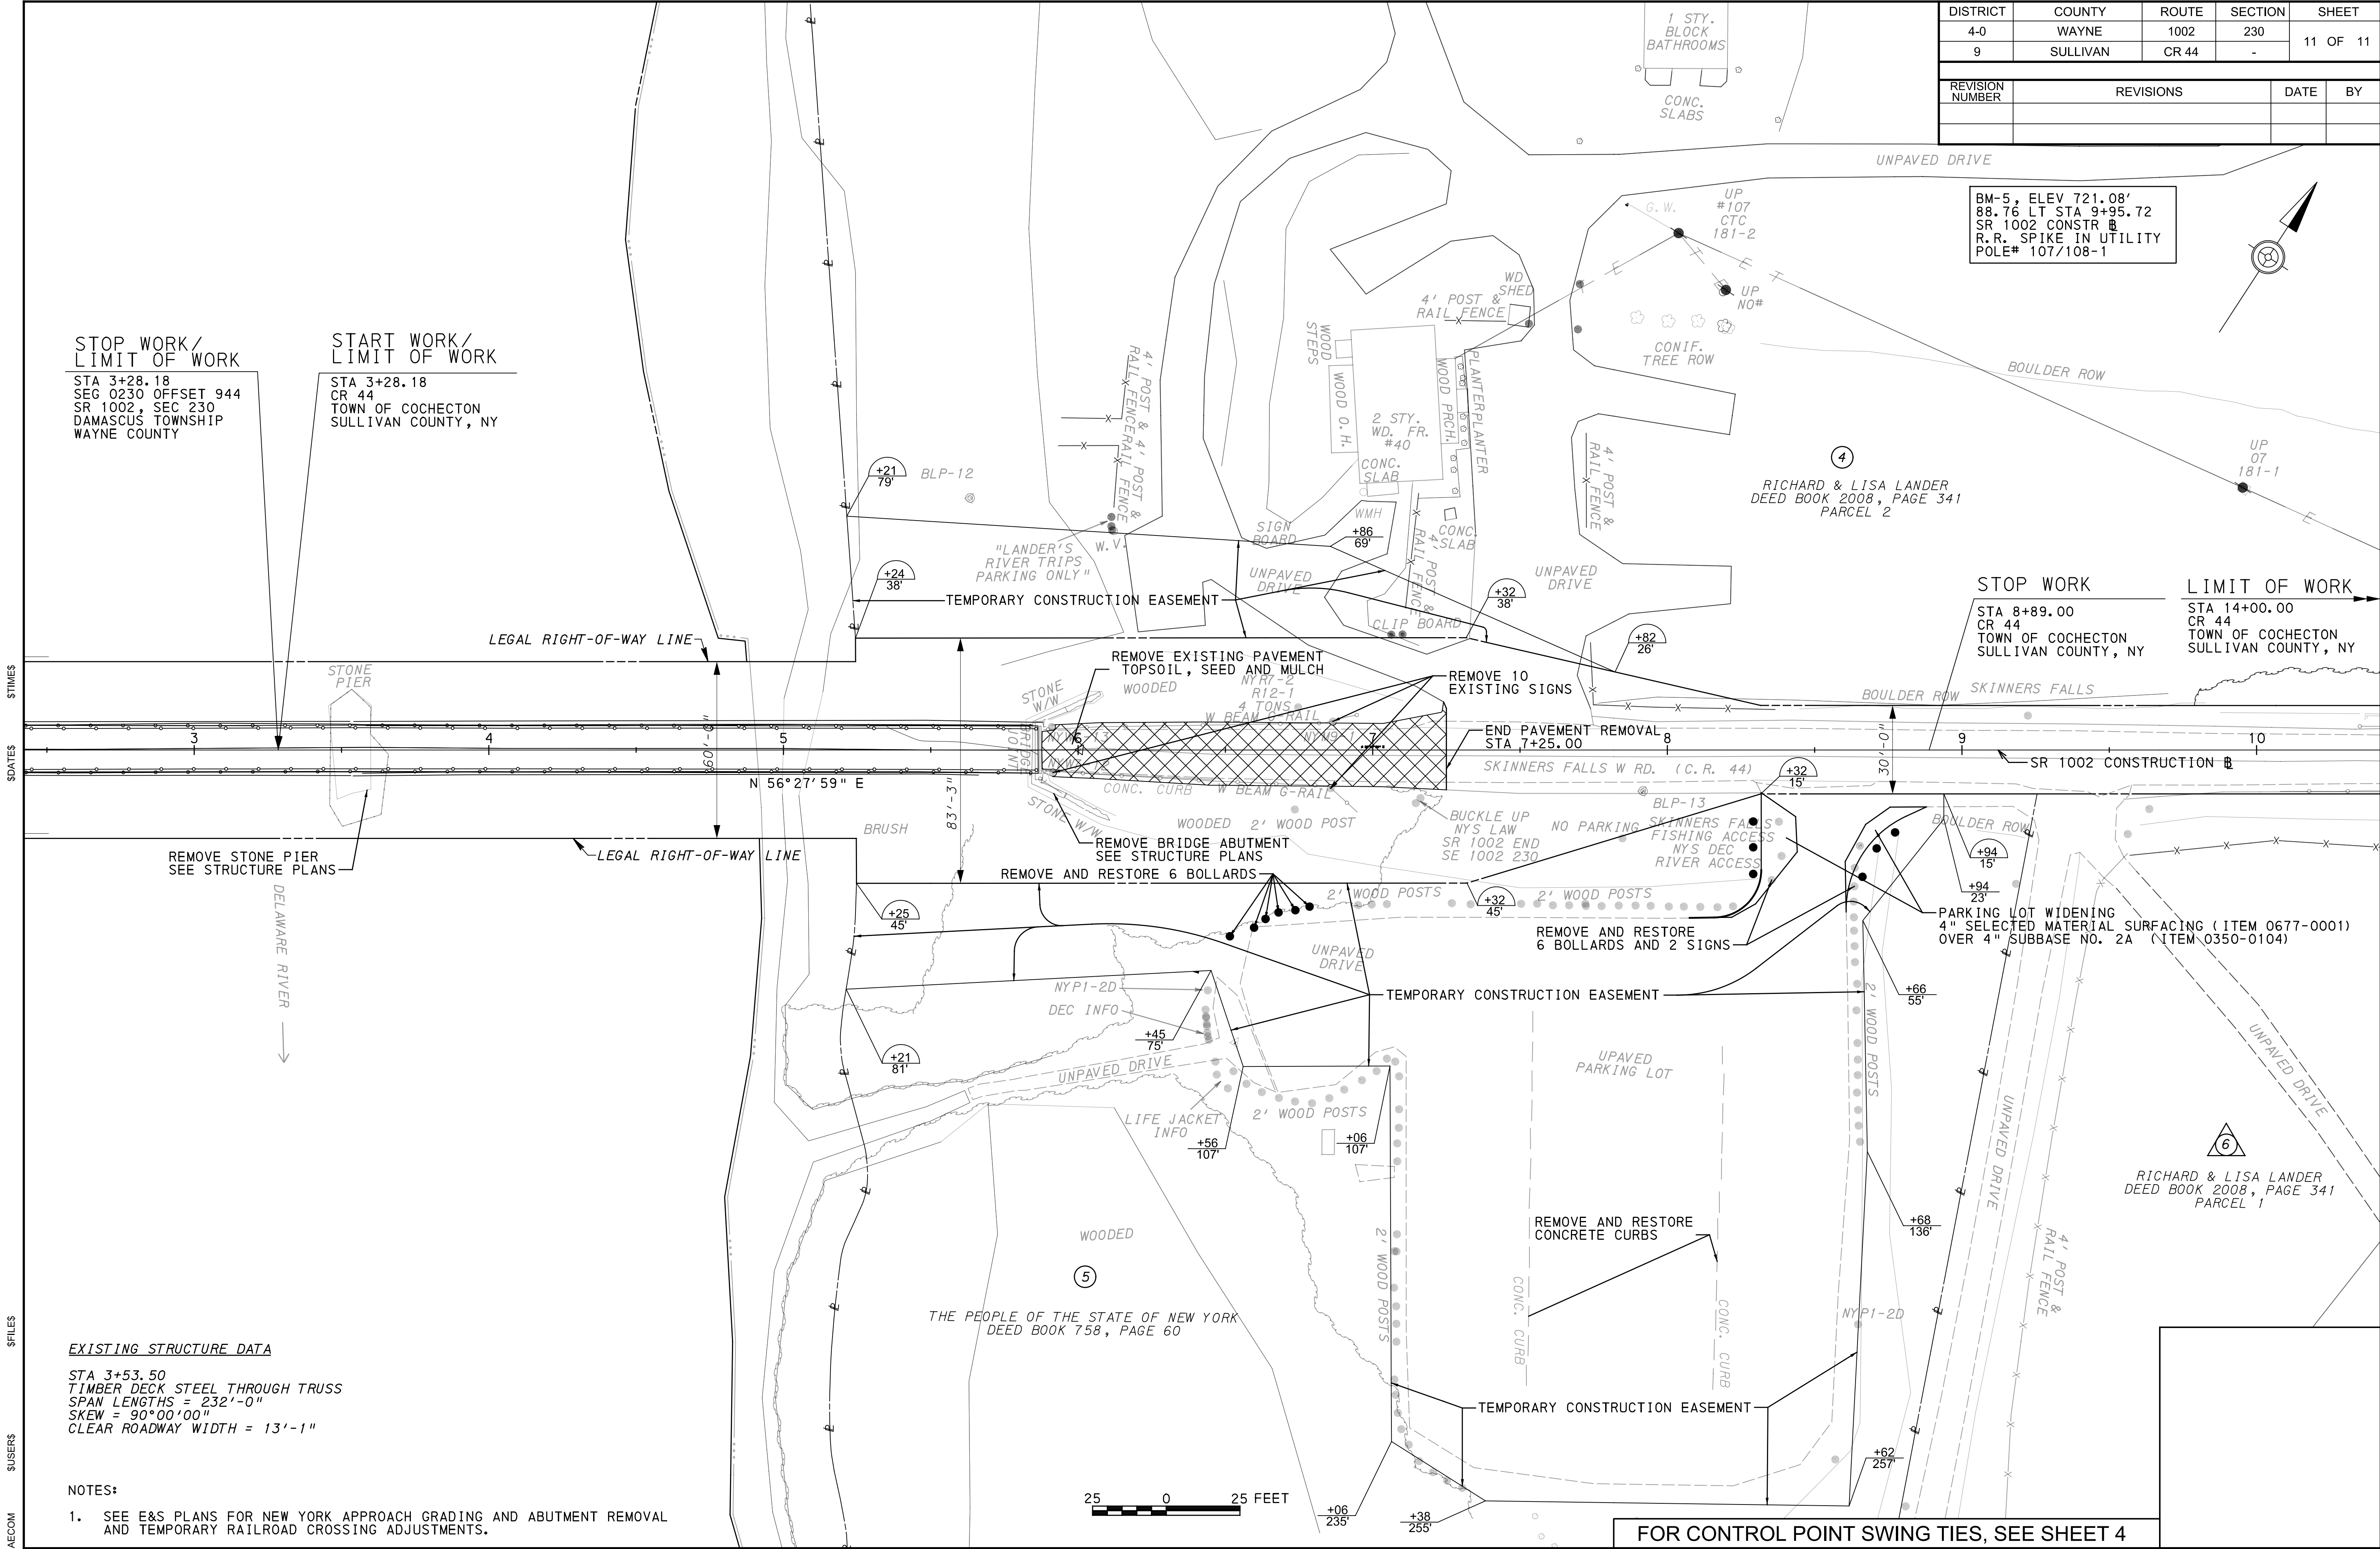 DISTRICT COUNTY ROUTE SECTION SHEET
4-0 WAYNE 1002 230 11 OF 11
9 SULLIVAN CR 44 -
REVISION NUMBER REVISIONS DATE BY
1 STY.
BLOCK
BATHROOMS
CONC.
SLABS
UNPAVED DRIVE
BM-5, ELEV 721.08'
88.76 LT STA 9+95.72
SR 1002 CONSTR BL
R.R. SPIKE IN UTILITY
POLE# 107/108-1
G.W.
UP
#107
CTC
181-2
UP
NO#
CONIF.
TREE ROW
BOULDER ROW
UP
07
181-1
WD
SHED
4' POST &
RAIL FENCE
WOOD
STEPS
WOOD O.H.
WOOD PRCH.
PLANTERPLANTER
2 STY.
WD. FR.
#40
CONC.
SLAB
WMH
CONC.
SLAB
4' POST &
RAIL FENCE
4' POST &
RAIL FENCE
4' POST & 4' POST &
RAIL FENCERAIL FENCE
4
RICHARD & LISA LANDER
DEED BOOK 2008, PAGE 341
PARCEL 2
STOP WORK/
LIMIT OF WORK
STA 3+28.18
SEG 0230 OFFSET 944
SR 1002, SEC 230
DAMASCUS TOWNSHIP
WAYNE COUNTY
START WORK/
LIMIT OF WORK
STA 3+28.18
CR 44
TOWN OF COCHECTON
SULLIVAN COUNTY, NY
+21
79'
BLP-12
"LANDER'S
RIVER TRIPS
PARKING ONLY"
W.V.
SIGN
BOARD
+86
69'
+24
38'
UNPAVED
DRIVE
TEMPORARY CONSTRUCTION EASEMENT
UNPAVED
DRIVE
+32
38'
CLIP BOARD
+82
26'
STOP WORK
STA 8+89.00
CR 44
TOWN OF COCHECTON
SULLIVAN COUNTY, NY
LIMIT OF WORK
STA 14+00.00
CR 44
TOWN OF COCHECTON
SULLIVAN COUNTY, NY
LEGAL RIGHT-OF-WAY LINE
STONE
PIER
REMOVE EXISTING PAVEMENT
TOPSOIL, SEED AND MULCH
STONE
W/W
WOODED
NYR7-2
R12-1
4 TONS
W BEAM G-RAIL
REMOVE 10
EXISTING SIGNS
BOULDER ROW
SKINNERS FALLS
END PAVEMENT REMOVAL
STA 7+25.00
3 4 5 6 7 8 9 10
BRIDGE
JOINT
60'-0"
83'-3"
30'-0"
N 56°27'59" E
SR 1002 CONSTRUCTION BL
SKINNERS FALLS W RD. (C.R. 44)
CONC. CURB
W BEAM G-RAIL
STONE W/W
+32
15'
BLP-13
BRUSH
WOODED
2' WOOD POST
BUCKLE UP
NYS LAW
SR 1002 END
SE 1002 230
NO PARKING
SKINNERS FALLS
FISHING ACCESS
NYS DEC
RIVER ACCESS
BOULDER ROW
REMOVE STONE PIER
SEE STRUCTURE PLANS
LEGAL RIGHT-OF-WAY LINE
REMOVE BRIDGE ABUTMENT
SEE STRUCTURE PLANS
REMOVE AND RESTORE 6 BOLLARDS
+94
15'
+94
23'
DELAWARE RIVER
+25
45'
2' WOOD POSTS
+32
45'
2' WOOD POSTS
REMOVE AND RESTORE
6 BOLLARDS AND 2 SIGNS
PARKING LOT WIDENING
4" SELECTED MATERIAL SURFACING (ITEM 0677-0001)
OVER 4" SUBBASE NO. 2A (ITEM 0350-0104)
UNPAVED
DRIVE
NYP1-2D
DEC INFO
TEMPORARY CONSTRUCTION EASEMENT
+66
55'
2' WOOD POSTS
+45
75'
+21
81'
UNPAVED DRIVE
UPAVED
PARKING LOT
UNPAVED DRIVE
LIFE JACKET
INFO
2' WOOD POSTS
+56
107'
+06
107'
UNPAVED DRIVE
6
RICHARD & LISA LANDER
DEED BOOK 2008, PAGE 341
PARCEL 1
WOODED
5
THE PEOPLE OF THE STATE OF NEW YORK
DEED BOOK 758, PAGE 60
REMOVE AND RESTORE
CONCRETE CURBS
+68
136'
2' WOOD POSTS
CONC. CURB
CONC. CURB
NYP1-2D
4' POST &
RAIL FENCE
EXISTING STRUCTURE DATA
STA 3+53.50
TIMBER DECK STEEL THROUGH TRUSS
SPAN LENGTHS = 232'-0"
SKEW = 90°00'00"
CLEAR ROADWAY WIDTH = 13'-1"
TEMPORARY CONSTRUCTION EASEMENT
+62
257'
NOTES:
1. SEE E&S PLANS FOR NEW YORK APPROACH GRADING AND ABUTMENT REMOVAL
AND TEMPORARY RAILROAD CROSSING ADJUSTMENTS.
25 0 25 FEET
+06
235'
+38
255'
FOR CONTROL POINT SWING TIES, SEE SHEET 4
$TIMES$
$DATE$
$FILE$
$USER$
AECOM